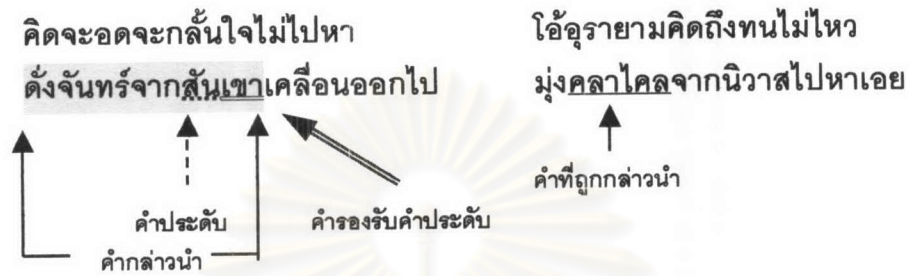 คิดจะอดจะกลั้นใจไม่ไปหา โอ้อุรายามคิดถึงทนไม่ไหว
ดั่งจันทร์จากสันเขาเคลื่อนออกไป มุ่งคลาไคลจากนิวาสไปหาเอย
คำที่ถูกกล่าวนำ
คำประดับ คำรองรับคำประดับ
คำกล่าวนำ